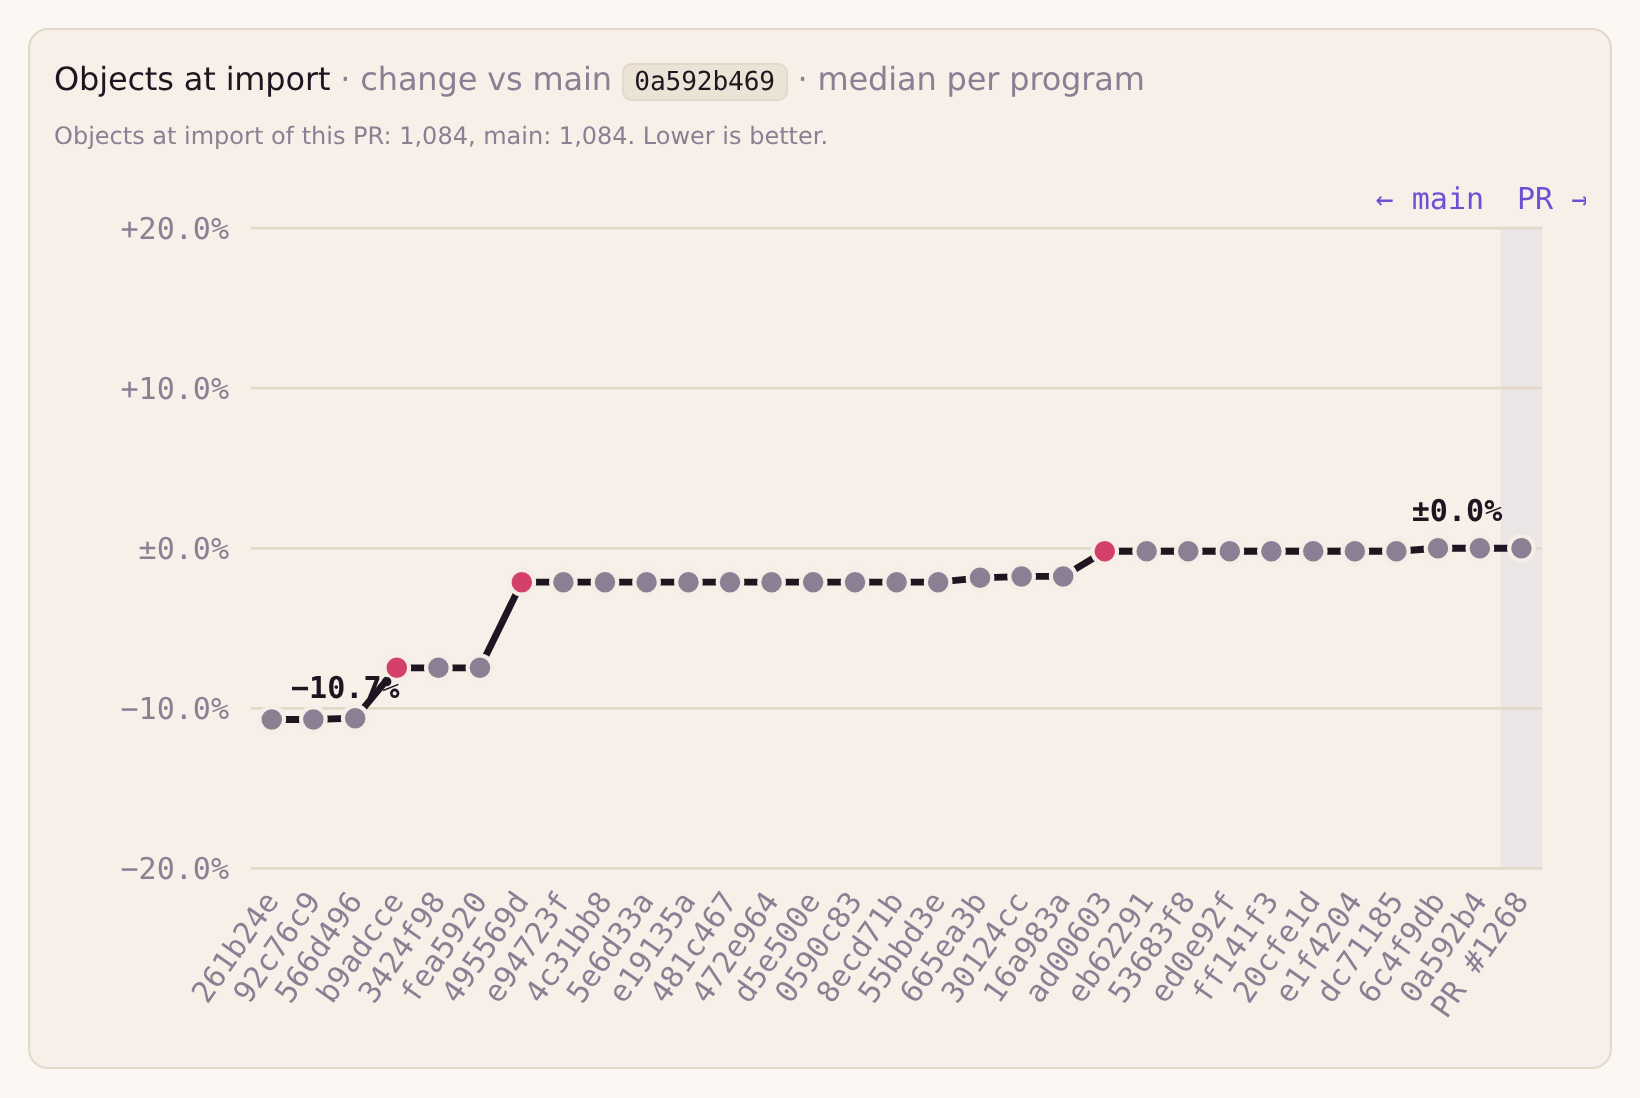 Objects at import · change vs main 0a592b469 · median per program
Objects at import of this PR: 1,084, main: 1,084. Lower is better.
← main PR →
+20.0%
+10.0%
±0.0%
−10.0%
−20.0%
−10.7%
±0.0%
261b24e
92c76c9
566d496
b9adcce
3424f98
fea5920
495569d
e94723f
4c31bb8
5e6d33a
e19135a
481c467
472e964
d5e500e
0590c83
8ecd71b
55bbd3e
665ea3b
30124cc
16a983a
ad00603
eb62291
53683f8
ed0e92f
ff141f3
20cfe1d
e1f4204
dc71185
6c4f9db
0a592b4
PR #1268